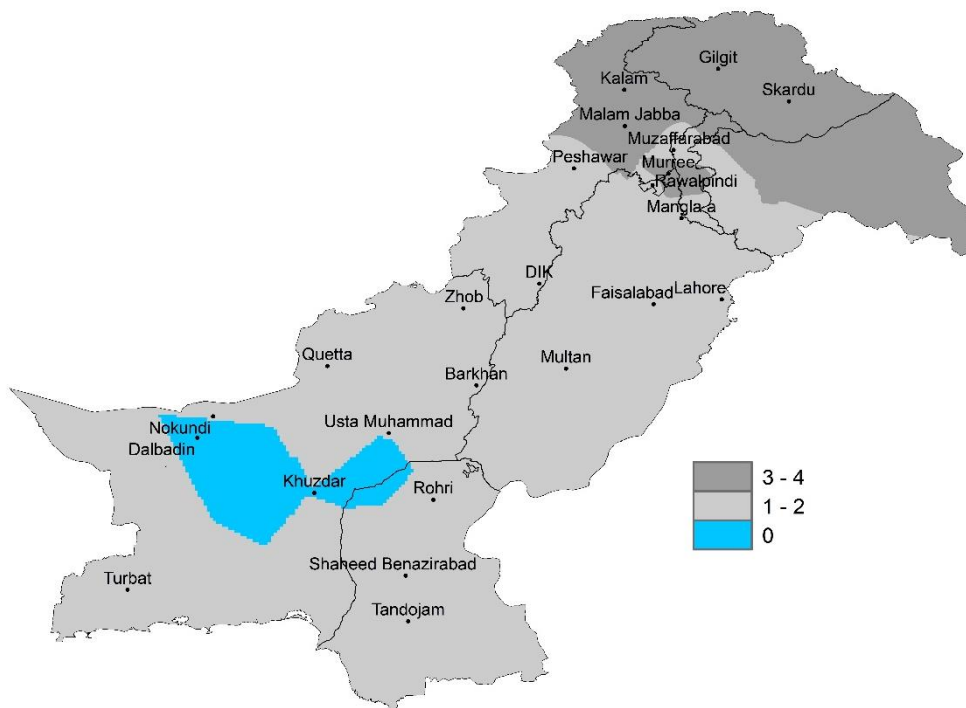 Gilgit
Kalam
Skardu
Malam Jabba
Muzaffarabad
Peshawar
Murree
Rawalpindi
Mangla a
DIK
Zhob
Faisalabad
Lahore
Quetta
Multan
Barkhan
Usta Muhammad
Nokundi
Dalbadin
Khuzdar
Rohri
3 - 4
1 - 2
0
Shaheed Benazirabad
Turbat
Tandojam